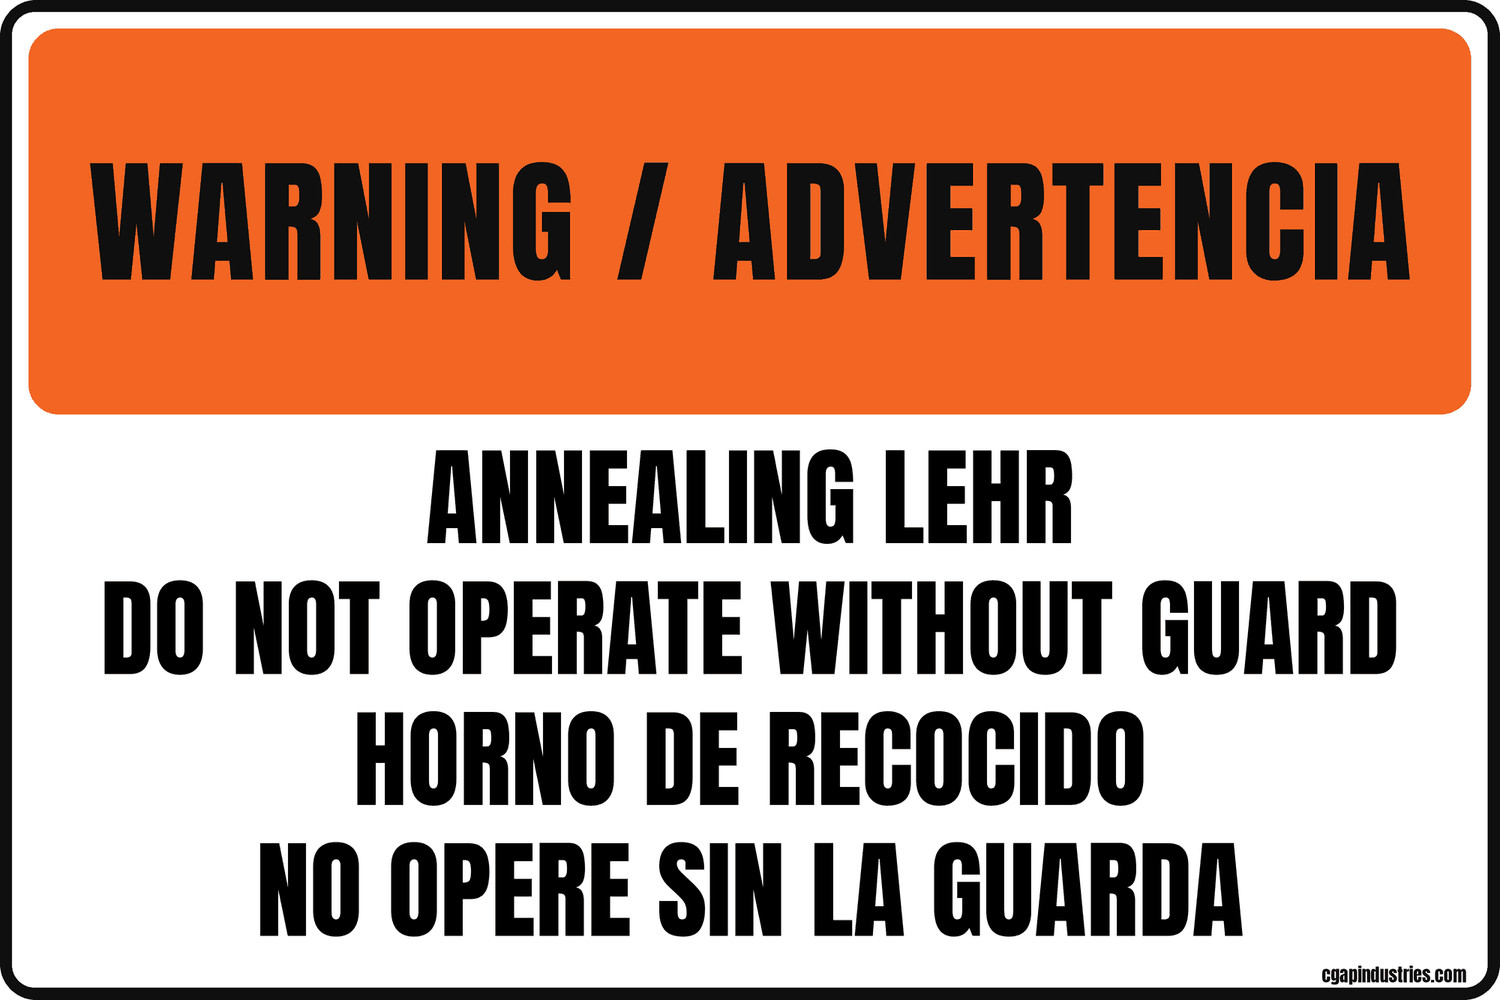 WARNING / ADVERTENCIA
ANNEALING LEHR
DO NOT OPERATE WITHOUT GUARD
HORNO DE RECOCIDO
NO OPERE SIN LA GUARDA
cgapindustries.com